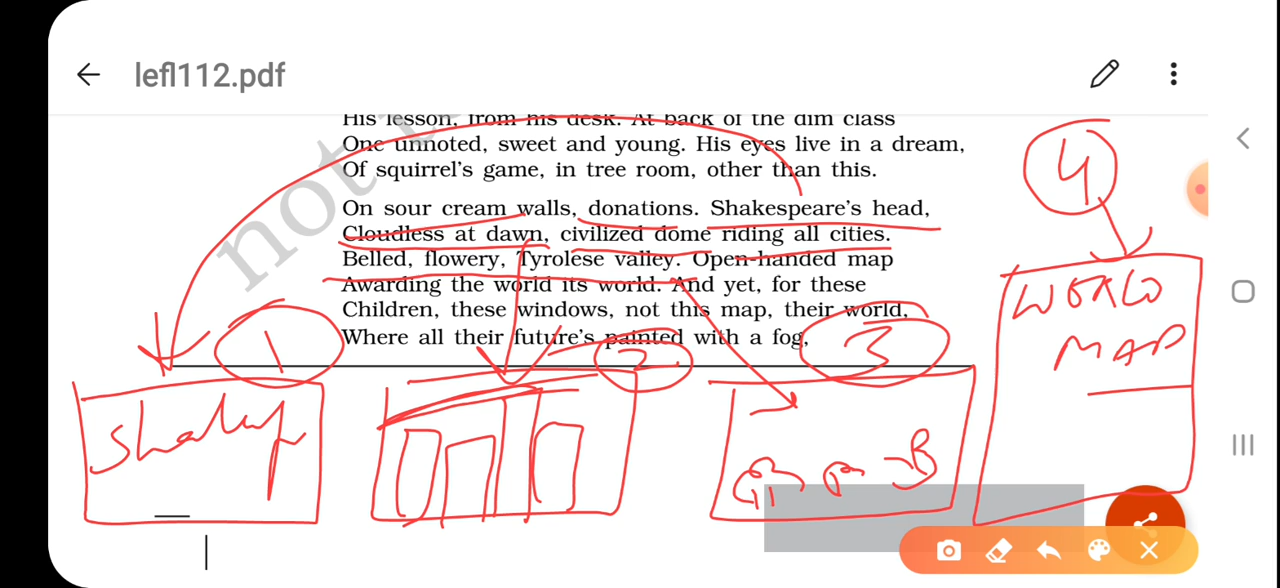 lefl112.pdf
His lesson, from his desk. At back of the dim class
One unnoted, sweet and young. His eyes live in a dream,
Of squirrel's game, in tree room, other than this.
On sour cream walls, donations. Shakespeare's head,
Cloudless at dawn, civilized dome riding all cities.
Belled, flowery, Tyrolese valley. Open-handed map
Awarding the world its world. And yet, for these
Children, these windows, not this map, their world,
Where all their future's painted with a fog,
not
1
2
3
4
WORLD
MAP